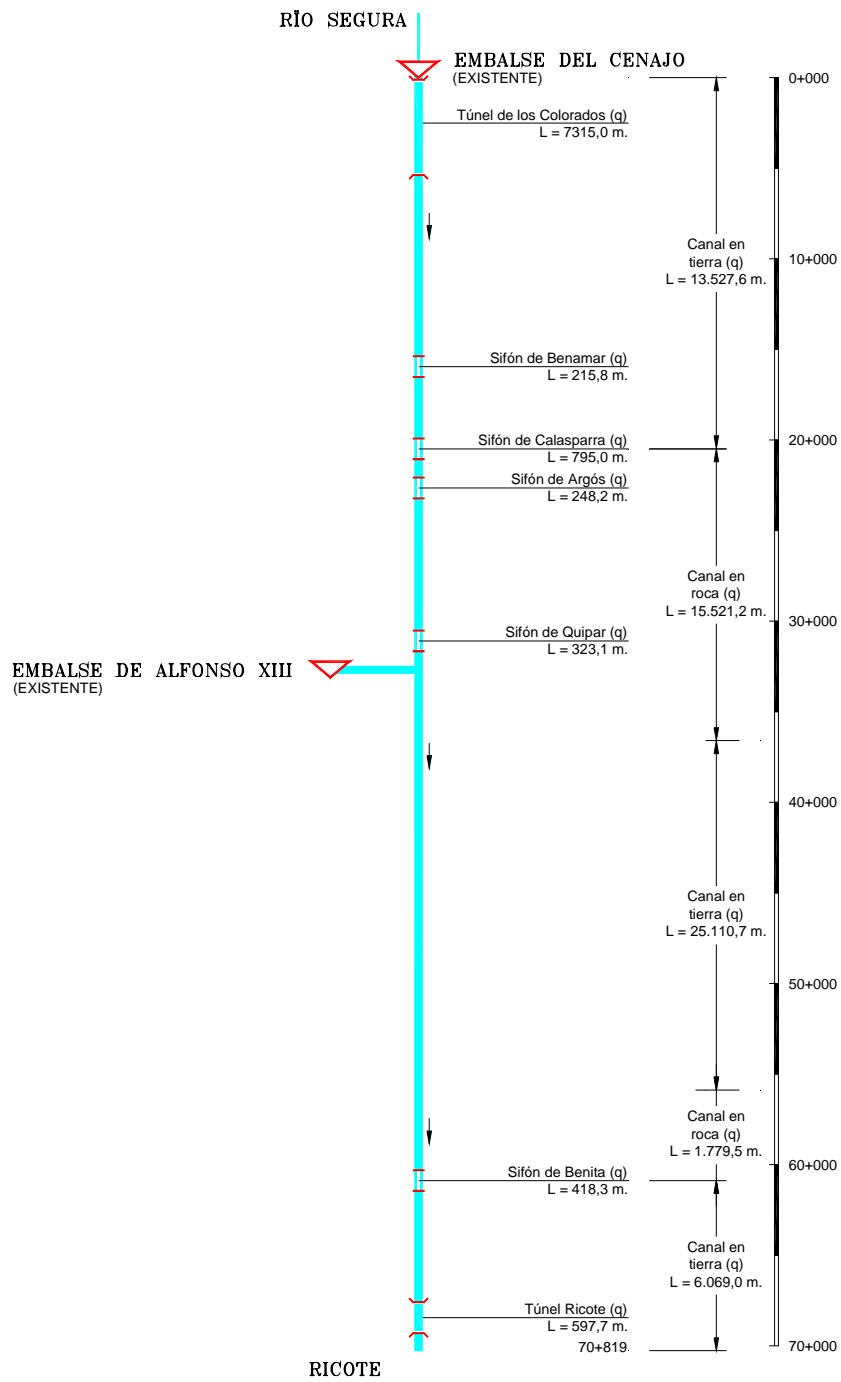 RÍO SEGURA
EMBALSE DEL CENAJO
(EXISTENTE)
0+000
Túnel de los Colorados (q)
L = 7315,0 m.
Canal en
tierra (q)
L = 13.527,6 m.
10+000
Sifón de Benamar (q)
L = 215,8 m.
Sifón de Calasparra (q)
L = 795,0 m.
20+000
Sifón de Argós (q)
L = 248,2 m.
Canal en
roca (q)
L = 15.521,2 m.
30+000
Sifón de Quipar (q)
L = 323,1 m.
EMBALSE DE ALFONSO XIII
(EXISTENTE)
40+000
Canal en
tierra (q)
L = 25.110,7 m.
50+000
Canal en
roca (q)
L = 1.779,5 m.
60+000
Sifón de Benita (q)
L = 418,3 m.
Canal en
tierra (q)
L = 6.069,0 m.
Túnel Ricote (q)
L = 597,7 m.
70+819
70+000
RICOTE